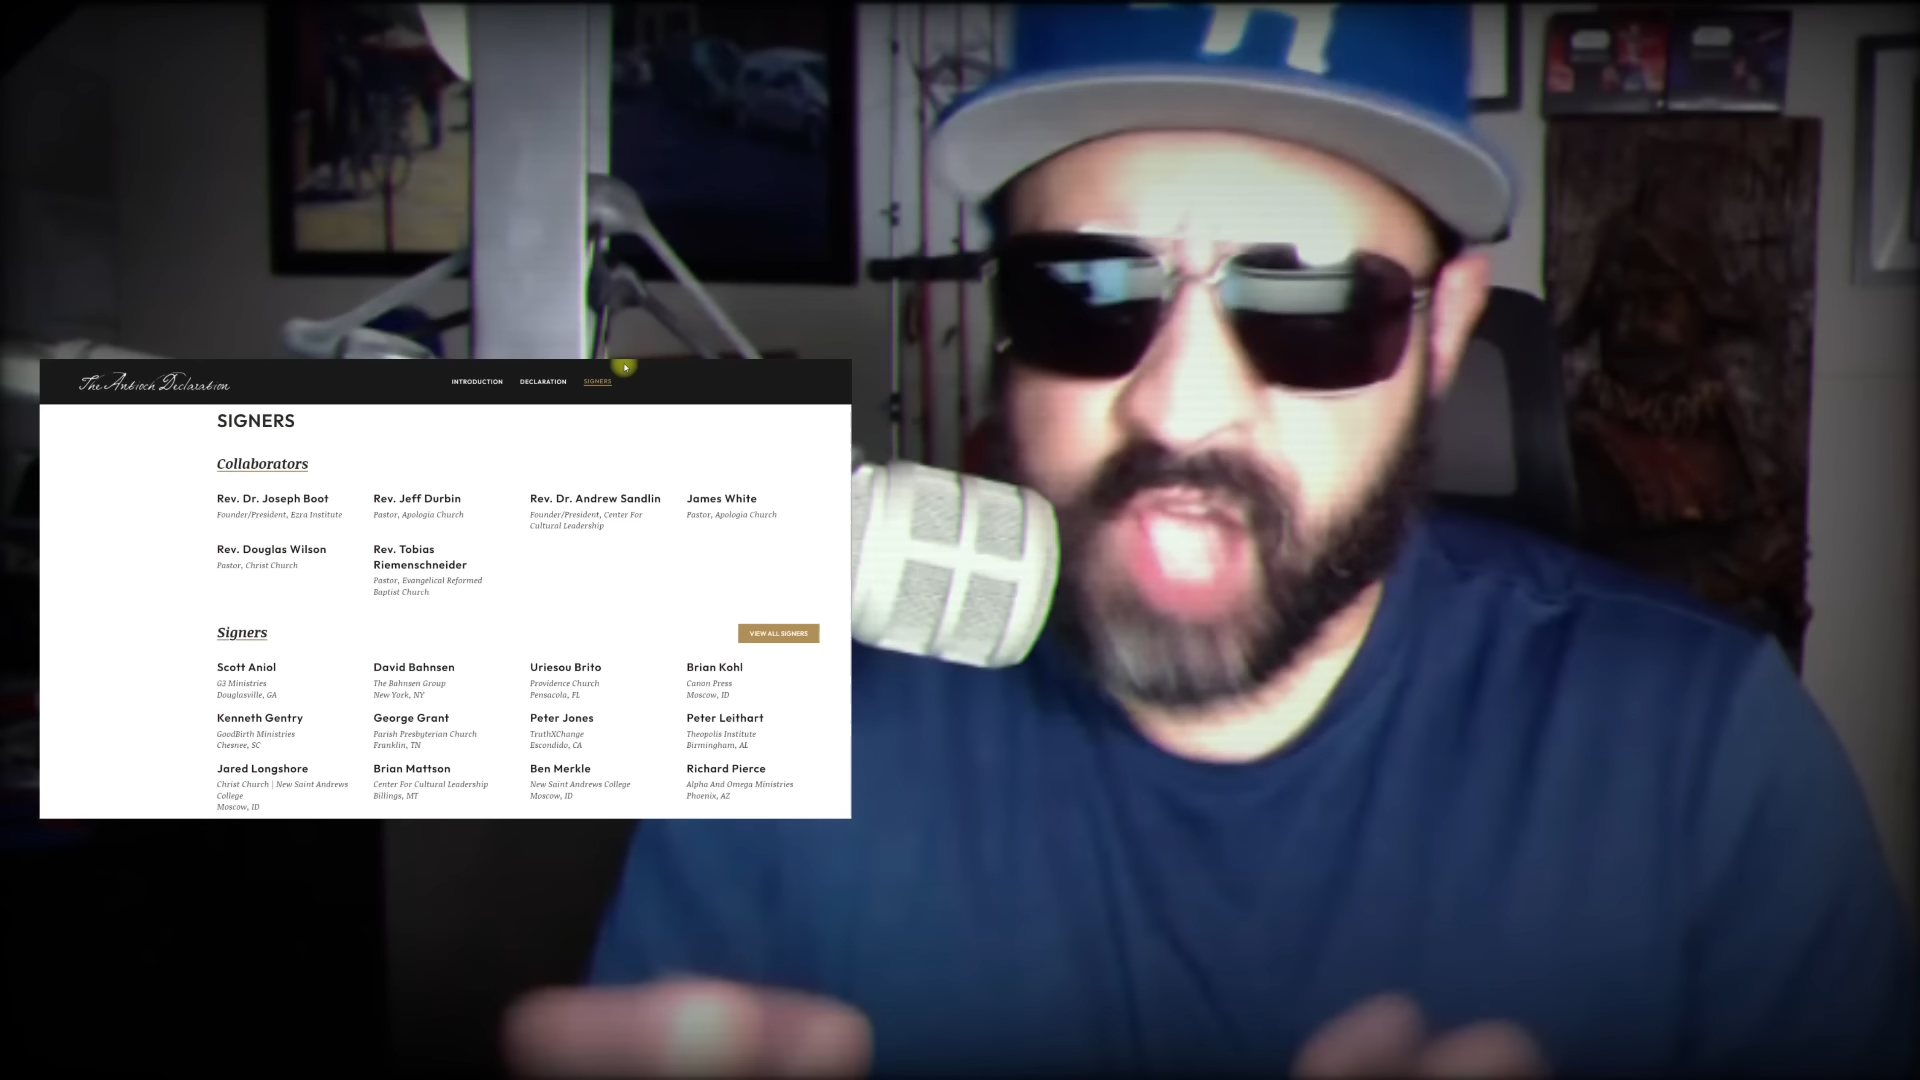 The Antioch Declaration
INTRODUCTION DECLARATION SIGNERS
SIGNERS
Collaborators
Rev. Dr. Joseph Boot
Founder/President, Ezra Institute
Rev. Jeff Durbin
Pastor, Apologia Church
Rev. Dr. Andrew Sandlin
Founder/President, Center For
Cultural Leadership
James White
Pastor, Apologia Church
Rev. Douglas Wilson
Pastor, Christ Church
Rev. Tobias
Riemenschneider
Pastor, Evangelical Reformed
Baptist Church
Signers
VIEW ALL SIGNERS
Scott Aniol
G3 Ministries
Douglasville, GA
David Bahnsen
The Bahnsen Group
New York, NY
Uriesou Brito
Providence Church
Pensacola, FL
Brian Kohl
Canon Press
Moscow, ID
Kenneth Gentry
GoodBirth Ministries
Chesnee, SC
George Grant
Parish Presbyterian Church
Franklin, TN
Peter Jones
TruthXChange
Escondido, CA
Peter Leithart
Theopolis Institute
Birmingham, AL
Jared Longshore
Christ Church | New Saint Andrews
College
Moscow, ID
Brian Mattson
Center For Cultural Leadership
Billings, MT
Ben Merkle
New Saint Andrews College
Moscow, ID
Richard Pierce
Alpha And Omega Ministries
Phoenix, AZ